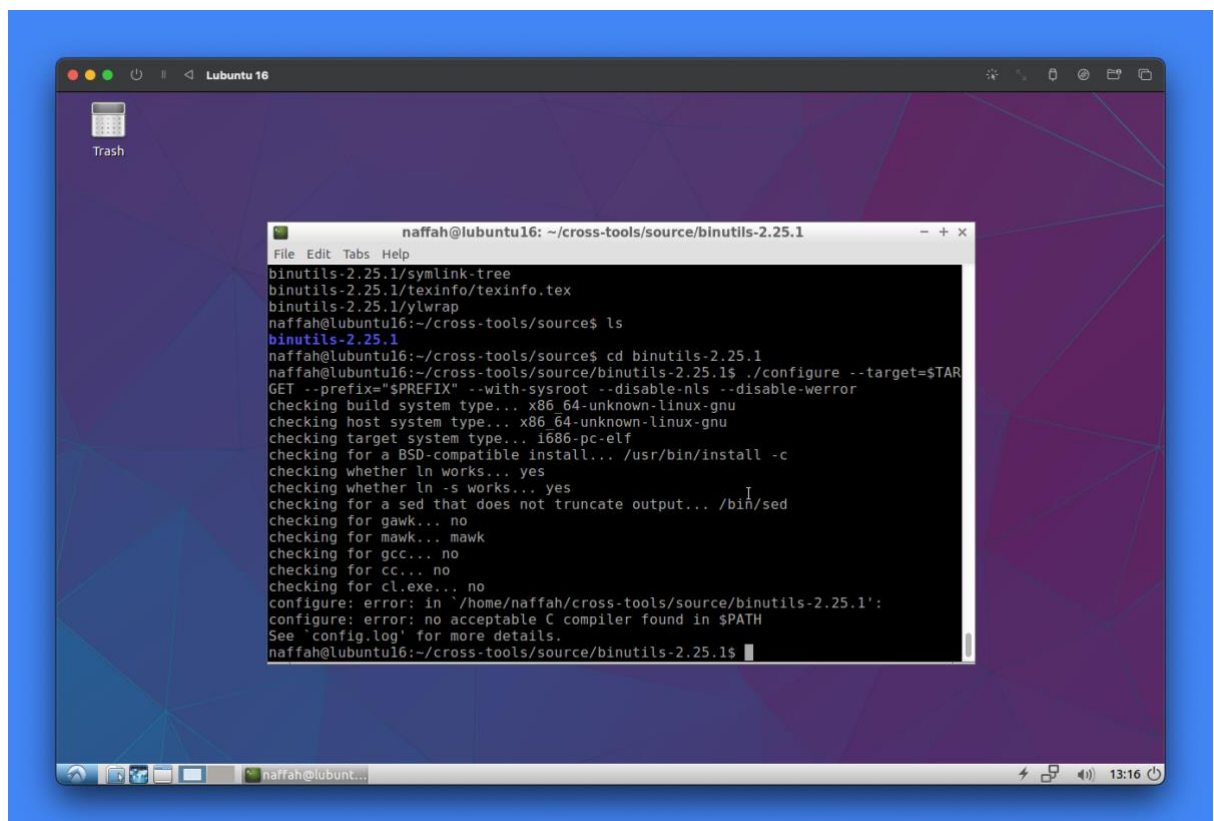 Lubuntu 16
Trash
naffah@lubuntu16: ~/cross-tools/source/binutils-2.25.1
File Edit Tabs Help
binutils-2.25.1/symlink-tree
binutils-2.25.1/texinfo/texinfo.tex
binutils-2.25.1/ylwrap
naffah@lubuntu16:~/cross-tools/source$ ls
binutils-2.25.1
naffah@lubuntu16:~/cross-tools/source$ cd binutils-2.25.1
naffah@lubuntu16:~/cross-tools/source/binutils-2.25.1$ ./configure --target=$TAR
GET --prefix="$PREFIX" --with-sysroot --disable-nls --disable-werror
checking build system type... x86_64-unknown-linux-gnu
checking host system type... x86_64-unknown-linux-gnu
checking target system type... i686-pc-elf
checking for a BSD-compatible install... /usr/bin/install -c
checking whether ln works... yes
checking whether ln -s works... yes
checking for a sed that does not truncate output... /bin/sed
checking for gawk... no
checking for mawk... mawk
checking for gcc... no
checking for cc... no
checking for cl.exe... no
configure: error: in `/home/naffah/cross-tools/source/binutils-2.25.1':
configure: error: no acceptable C compiler found in $PATH
See `config.log' for more details.
naffah@lubuntu16:~/cross-tools/source/binutils-2.25.1$
naffah@lubunt...
13:16